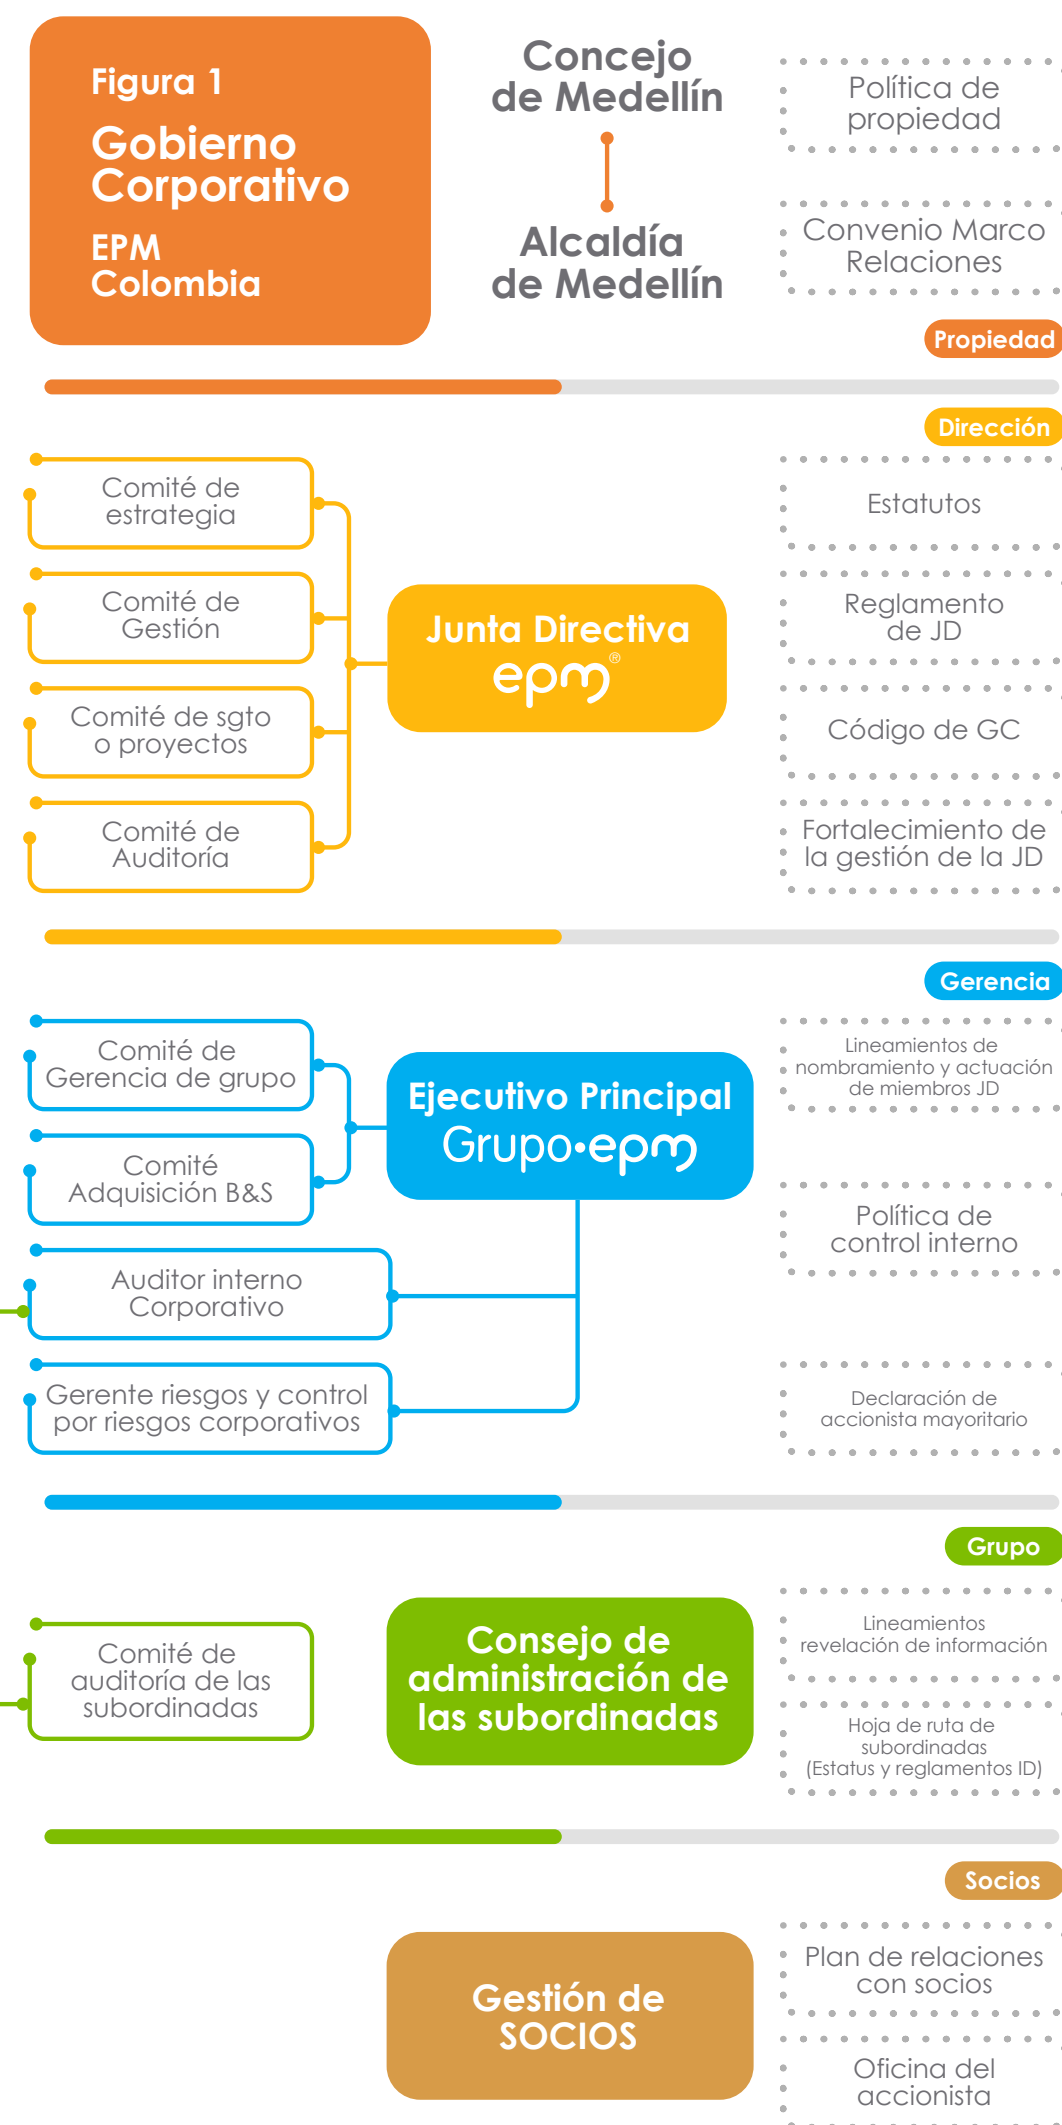 Figura 1
Gobierno
Corporativo
EPM
Colombia
Concejo
de Medellín
Alcaldía
de Medellín
Política de
propiedad
Convenio Marco
Relaciones
Propiedad
Dirección
Comité de
estrategia
Comité de
Gestión
Comité de sgto
o proyectos
Comité de
Auditoría
Junta Directiva
epm®
Estatutos
Reglamento
de JD
Código de GC
Fortalecimiento de
la gestión de la JD
Gerencia
Comité de
Gerencia de grupo
Comité
Adquisición B&S
Auditor interno
Corporativo
Gerente riesgos y control
por riesgos corporativos
Ejecutivo Principal
Grupo·epm
Lineamientos de
nombramiento y actuación
de miembros JD
Política de
control interno
Declaración de
accionista mayoritario
Grupo
Comité de
auditoría de las
subordinadas
Consejo de
administración de
las subordinadas
Lineamientos
revelación de información
Hoja de ruta de
subordinadas
(Estatus y reglamentos ID)
Socios
Gestión de
SOCIOS
Plan de relaciones
con socios
Oficina del
accionista